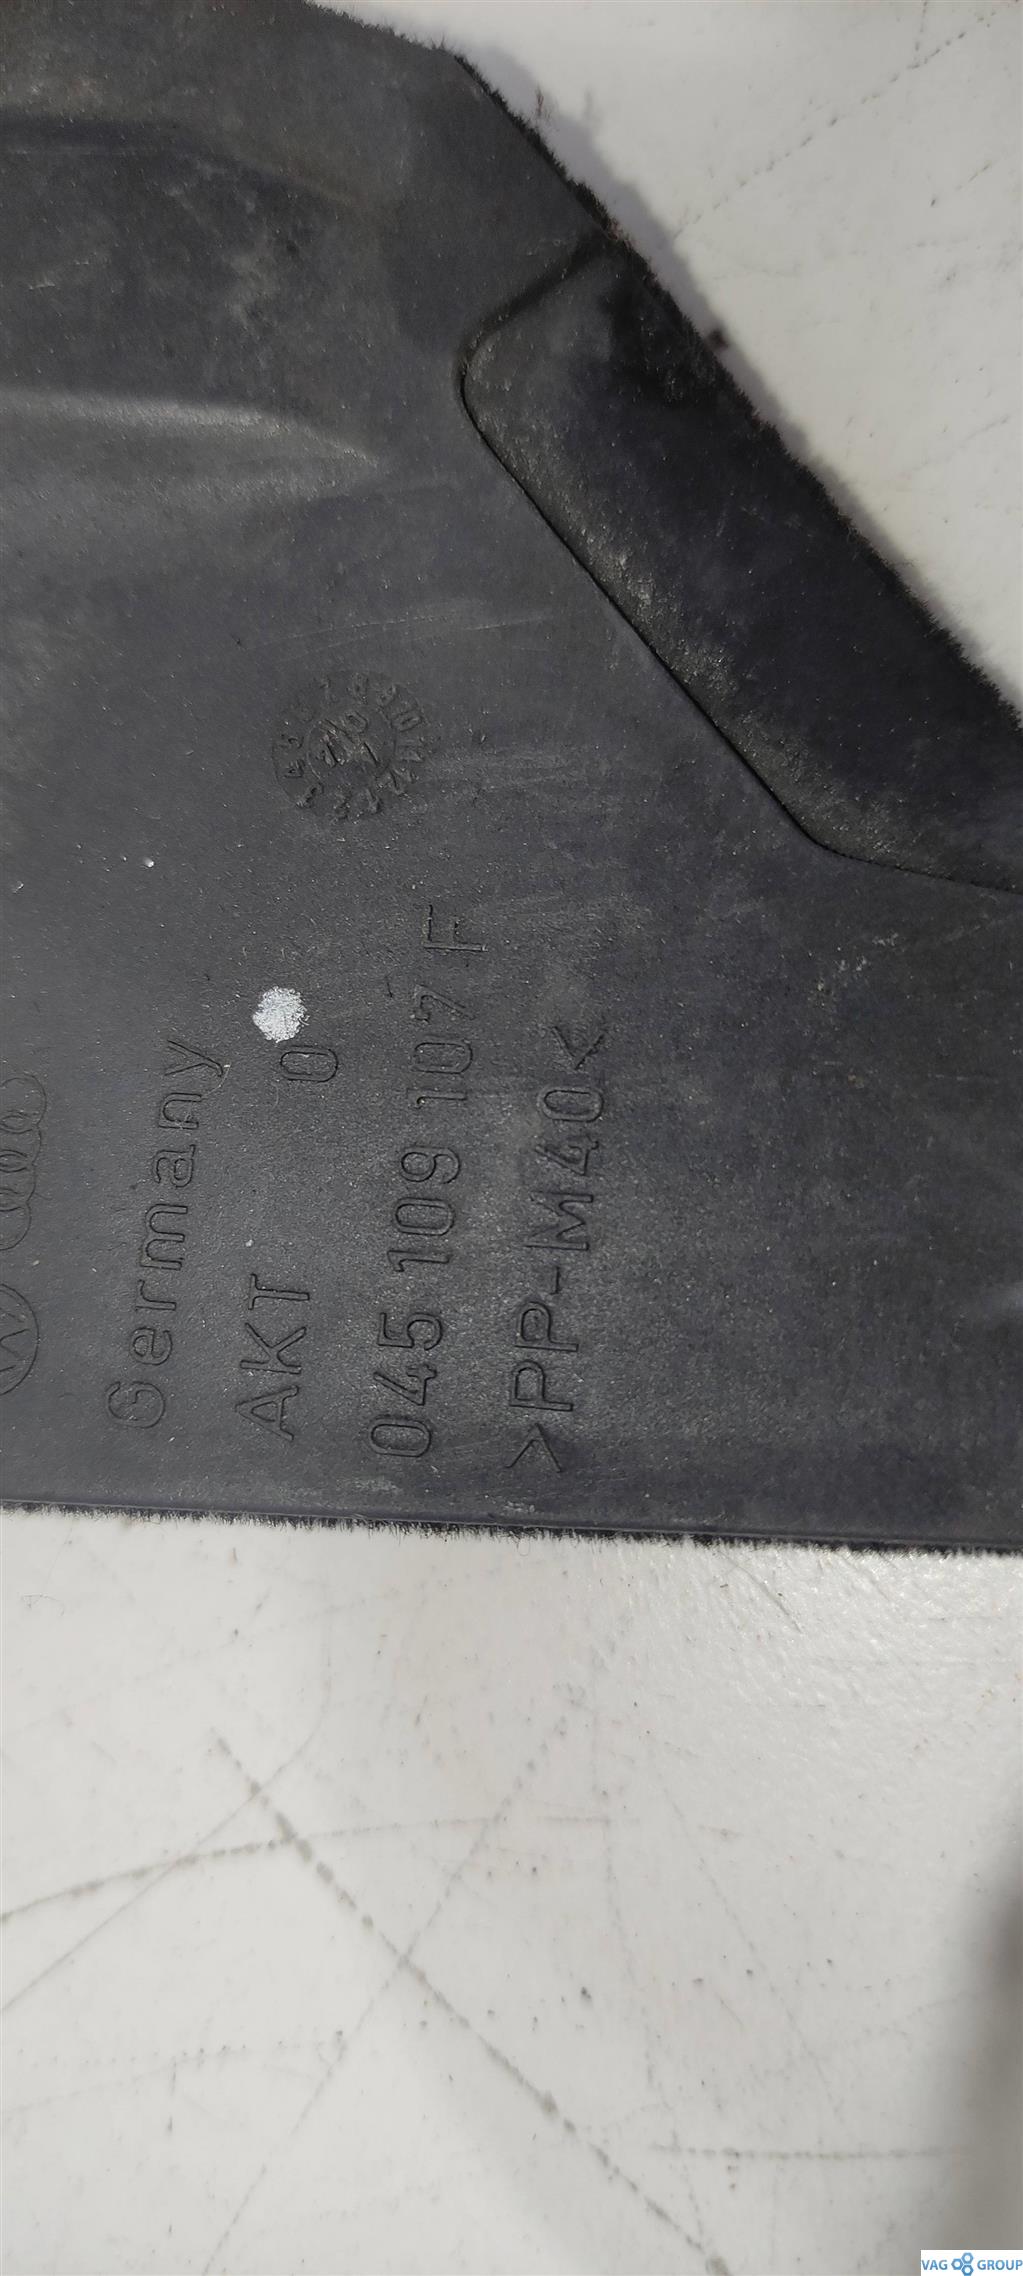 Germany
AKT 0
045 109 107 F
>PP-M40<
VAG GROUP